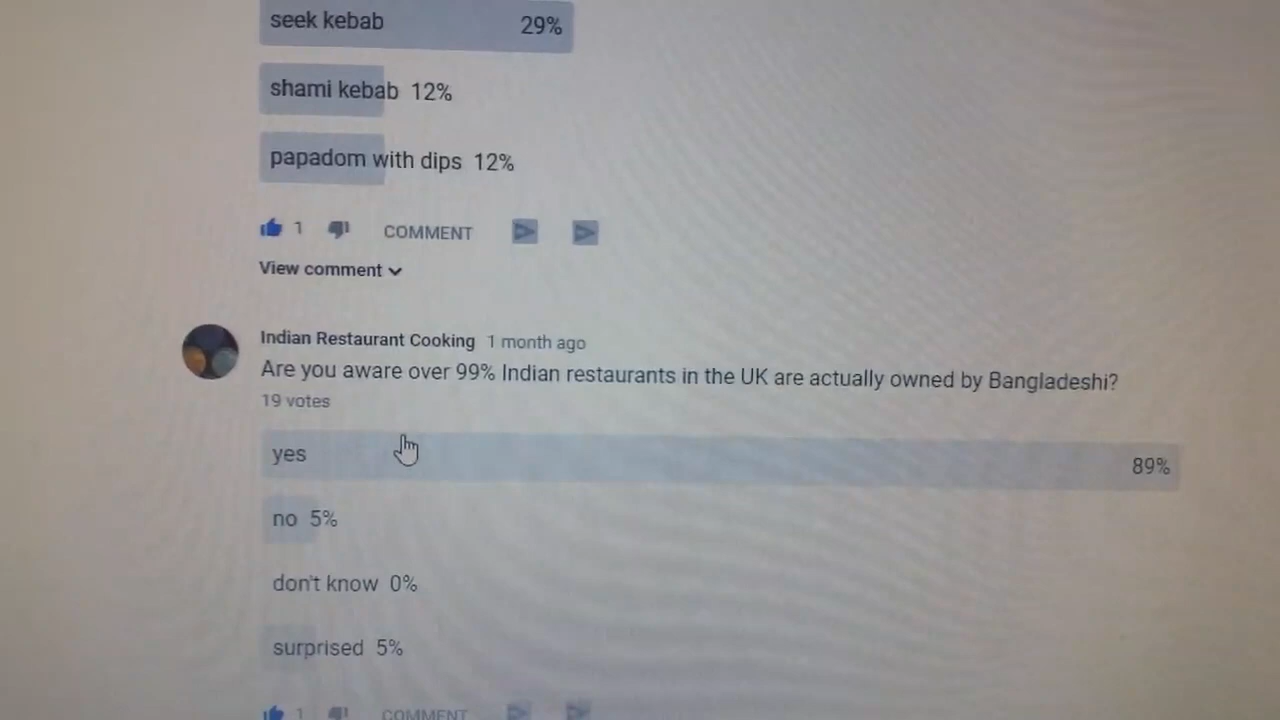 seek kebab 29%
shami kebab 12%
papadom with dips 12%
1 COMMENT
View comment
Indian Restaurant Cooking 1 month ago
Are you aware over 99% Indian restaurants in the UK are actually owned by Bangladeshi?
19 votes
yes 89%
no 5%
don't know 0%
surprised 5%
1 COMMENT